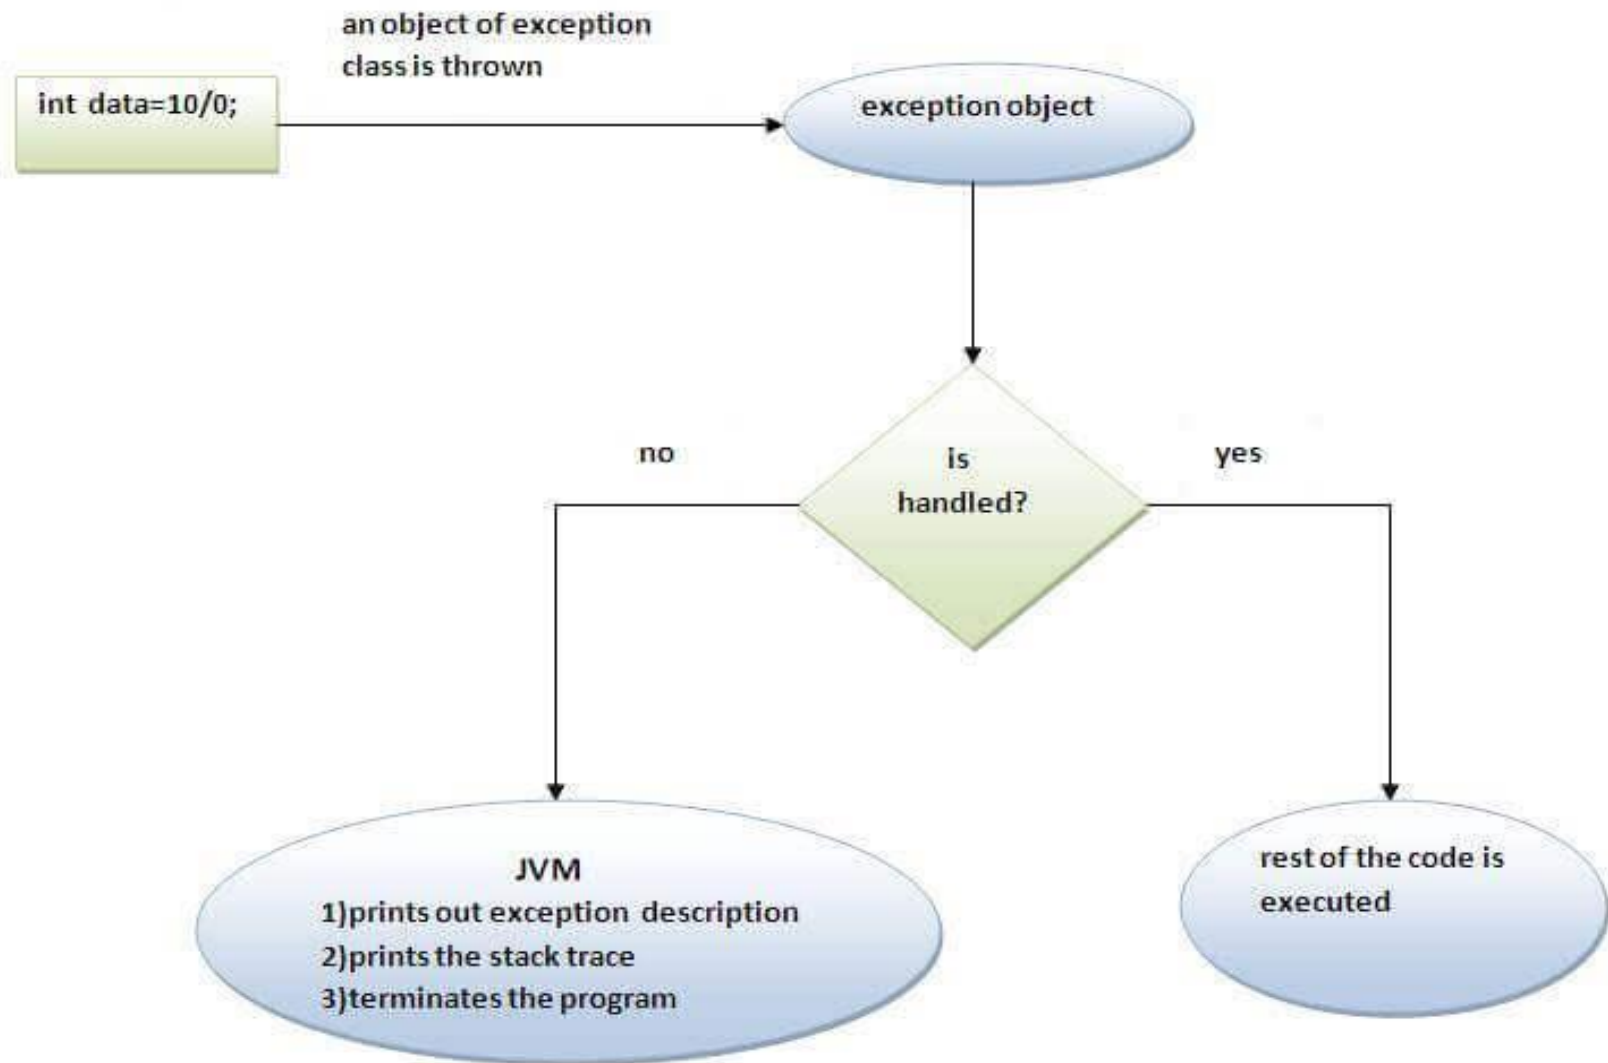 an object of exception
class is thrown
int data=10/0;
exception object
no
is
handled?
yes
JVM
1)prints out exception description
2)prints the stack trace
3)terminates the program
rest of the code is
executed